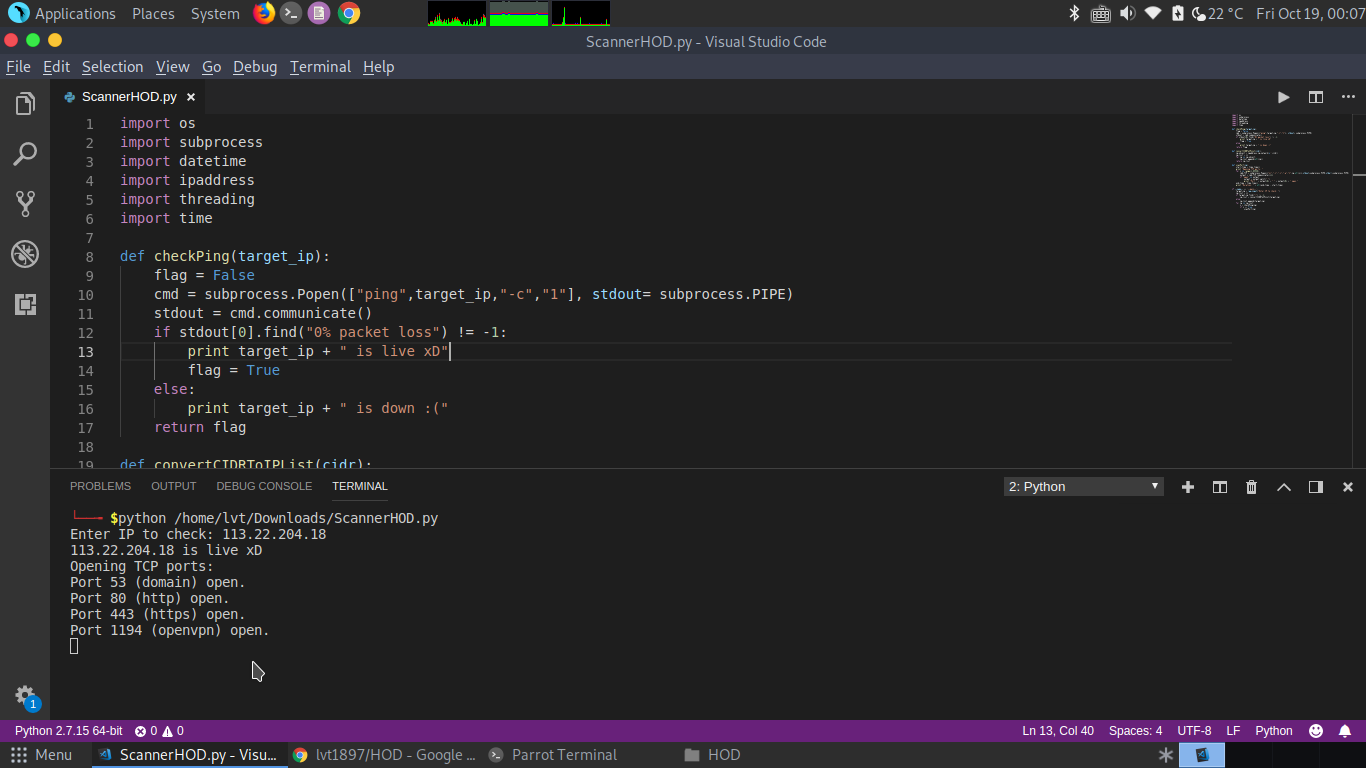 Applications Places System 22 °C Fri Oct 19, 00:07
ScannerHOD.py - Visual Studio Code
File Edit Selection View Go Debug Terminal Help
ScannerHOD.py ×
1 import os
2 import subprocess
3 import datetime
4 import ipaddress
5 import threading
6 import time
7
8 def checkPing(target_ip):
9 flag = False
10 cmd = subprocess.Popen(["ping",target_ip,"-c","1"], stdout= subprocess.PIPE)
11 stdout = cmd.communicate()
12 if stdout[0].find("0% packet loss") != -1:
13 print target_ip + " is live xD"
14 flag = True
15 else:
16 print target_ip + " is down :("
17 return flag
18
19 def convertCIDRToIPList(cidr):
PROBLEMS OUTPUT DEBUG CONSOLE TERMINAL 2: Python
$python /home/lvt/Downloads/ScannerHOD.py
Enter IP to check: 113.22.204.18
113.22.204.18 is live xD
Opening TCP ports:
Port 53 (domain) open.
Port 80 (http) open.
Port 443 (https) open.
Port 1194 (openvpn) open.
1
Python 2.7.15 64-bit 0 0 Ln 13, Col 40 Spaces: 4 UTF-8 LF Python
Menu ScannerHOD.py - Visu... lvt1897/HOD - Google ... Parrot Terminal HOD